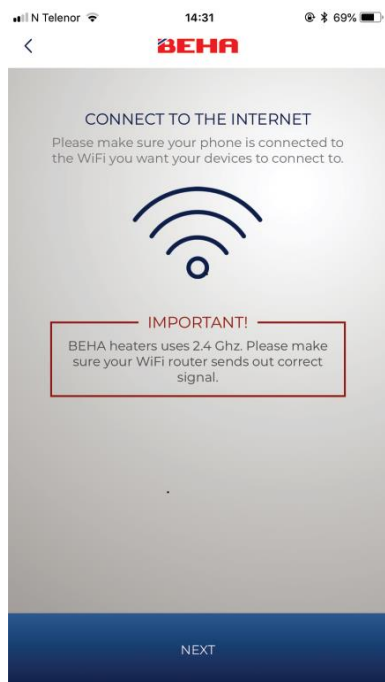 N Telenor 14:31 69%
BEHA
CONNECT TO THE INTERNET
Please make sure your phone is connected to
the WiFi you want your devices to connect to.
IMPORTANT!
BEHA heaters uses 2.4 Ghz. Please make
sure your WiFi router sends out correct
signal.
NEXT